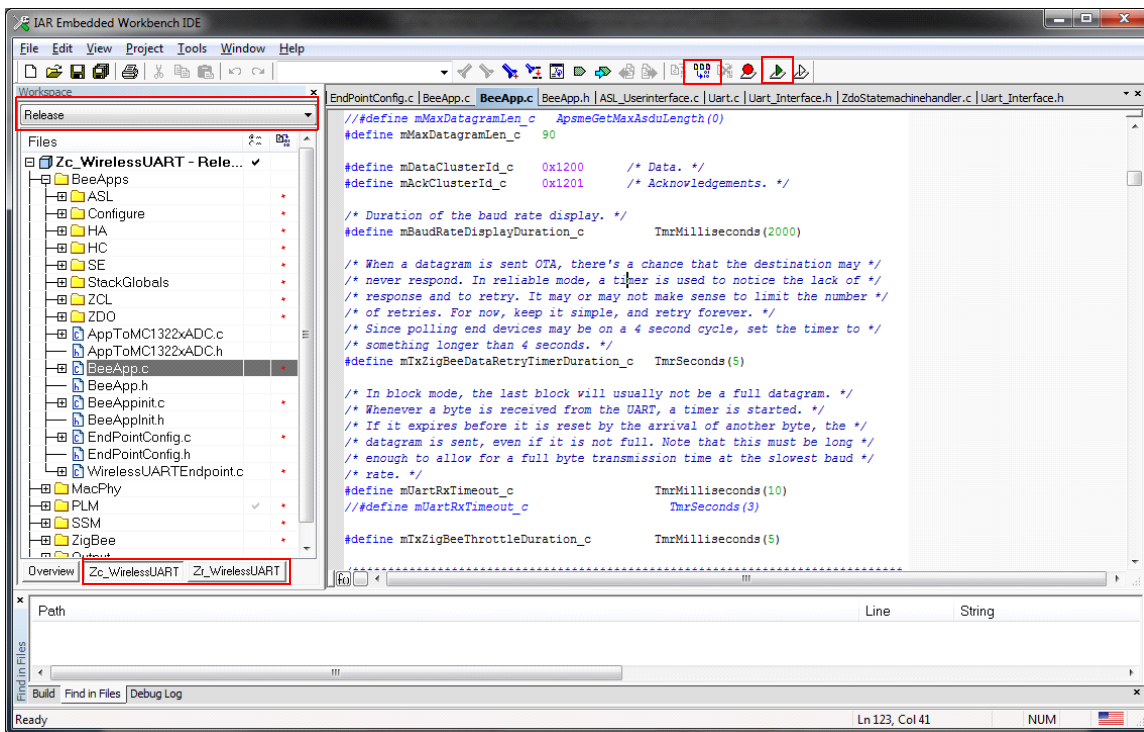 IAR Embedded Workbench IDE
File Edit View Project Tools Window Help
Workspace
Release
Files
Zc_WirelessUART - Rele...
BeeApps
ASL
Configure
HA
HC
SE
StackGlobals
ZCL
ZDO
AppToMC1322xADC.c
AppToMC1322xADC.h
BeeApp.c
BeeApp.h
BeeAppinit.c
BeeAppInit.h
EndPointConfig.c
EndPointConfig.h
WirelessUARTEndpoint.c
MacPhy
PLM
SSM
ZigBee
Output
Overview Zc_WirelessUART Zr_WirelessUART
EndPointConfig.c | BeeApp.c BeeApp.c BeeApp.h | ASL_Userinterface.c | Uart.c | Uart_Interface.h | ZdoStatemachinehandler.c | Uart_Interface.h
//#define mMaxDatagramLen_c ApsmeGetMaxAsduLength(0)
#define mMaxDatagramLen_c 90
#define mDataClusterId_c 0x1200 /* Data. */
#define mAckClusterId_c 0x1201 /* Acknowledgements. */
/* Duration of the baud rate display. */
#define mBaudRateDisplayDuration_c TmrMilliseconds(2000)
/* When a datagram is sent OTA, there's a chance that the destination may */
/* never respond. In reliable mode, a timer is used to notice the lack of */
/* response and to retry. It may or may not make sense to limit the number */
/* of retries. For now, keep it simple, and retry forever. */
/* Since polling end devices may be on a 4 second cycle, set the timer to */
/* something longer than 4 seconds. */
#define mTxZigBeeDataRetryTimerDuration_c TmrSeconds(5)
/* In block mode, the last block will usually not be a full datagram. */
/* Whenever a byte is received from the UART, a timer is started. */
/* If it expires before it is reset by the arrival of another byte, the */
/* datagram is sent, even if it is not full. Note that this must be long */
/* enough to allow for a full byte transmission time at the slowest baud */
/* rate. */
#define mUartRxTimeout_c TmrMilliseconds(10)
//#define mUartRxTimeout_c TmrSeconds(3)
#define mTxZigBeeThrottleDuration_c TmrMilliseconds(5)
f()
Find in Files
Path Line String
Build Find in Files Debug Log
Ready Ln 123, Col 41 NUM